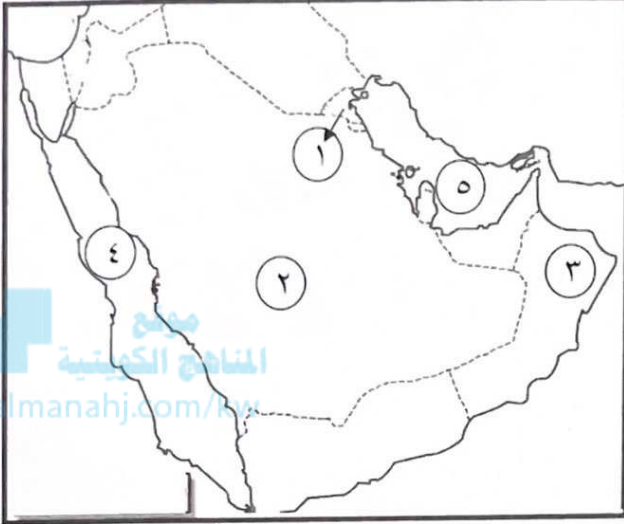 ١
٥
٤
٣
٢
موقع
المناهج الكويتية
almanahj.com/kw